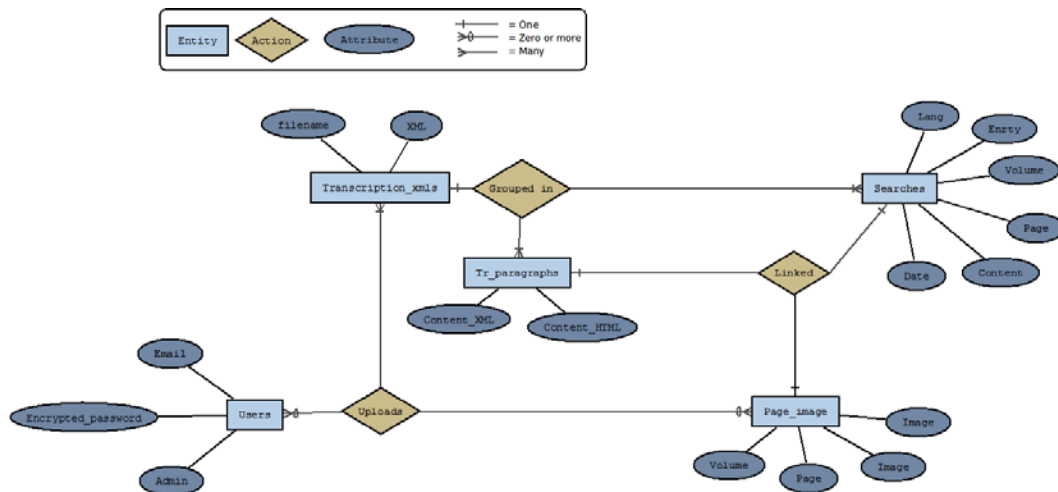 Entity
Action
Attribute
= One
= Zero or more
= Many
filename
XML
Lang
Enrty
Volume
Transcription_xmls
Grouped in
Searches
Page
Tr_paragraphs
Linked
Date
Content
Content_XML
Content_HTML
Email
Encrypted_password
Users
Uploads
Page_image
Image
Admin
Volume
Page
Image